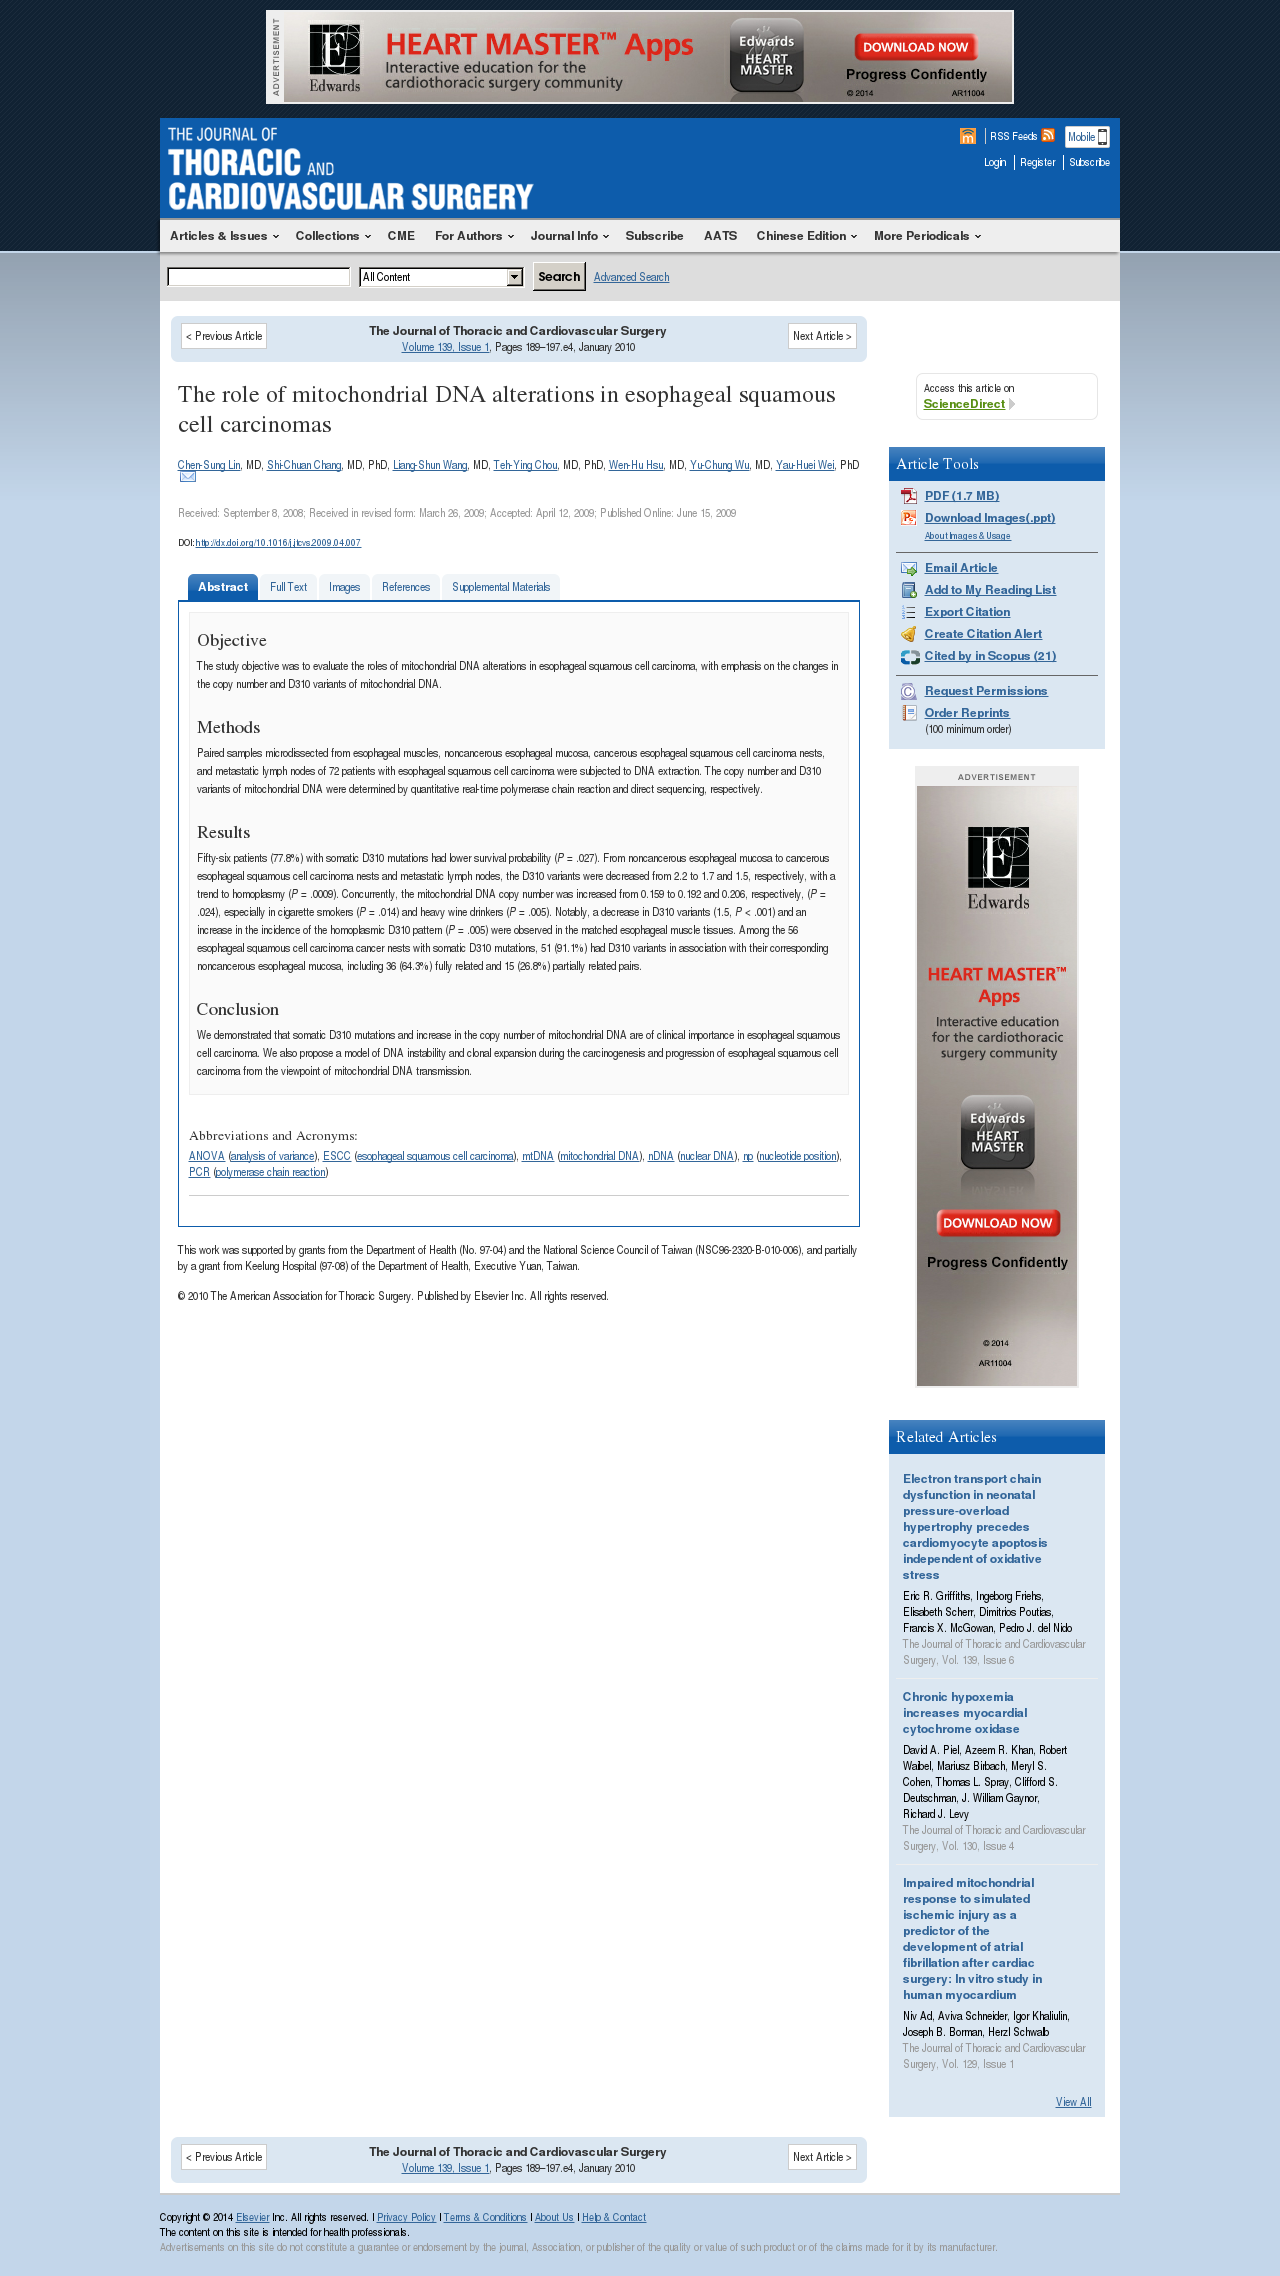 ADVERTISEMENT
Edwards
HEART MASTER™ Apps
Interactive education for the
cardiothoracic surgery community
Edwards
HEART
MASTER
DOWNLOAD NOW
Progress Confidently
© 2014 AR11004
THE JOURNAL OF
THORACIC AND
CARDIOVASCULAR SURGERY
RSS Feeds Mobile
Login Register Subscribe
Articles & Issues Collections CME For Authors Journal Info Subscribe AATS Chinese Edition More Periodicals
All Content Search Advanced Search
< Previous Article
The Journal of Thoracic and Cardiovascular Surgery
Volume 139, Issue 1, Pages 189–197.e4, January 2010
Next Article >
The role of mitochondrial DNA alterations in esophageal squamous
cell carcinomas
Chen-Sung Lin, MD, Shi-Chuan Chang, MD, PhD, Liang-Shun Wang, MD, Teh-Ying Chou, MD, PhD, Wen-Hu Hsu, MD, Yu-Chung Wu, MD, Yau-Huei Wei, PhD
Received: September 8, 2008; Received in revised form: March 26, 2009; Accepted: April 12, 2009; Published Online: June 15, 2009
DOI: http://dx.doi.org/10.1016/j.jtcvs.2009.04.007
Abstract Full Text Images References Supplemental Materials
Objective
The study objective was to evaluate the roles of mitochondrial DNA alterations in esophageal squamous cell carcinoma, with emphasis on the changes in
the copy number and D310 variants of mitochondrial DNA.
Methods
Paired samples microdissected from esophageal muscles, noncancerous esophageal mucosa, cancerous esophageal squamous cell carcinoma nests,
and metastatic lymph nodes of 72 patients with esophageal squamous cell carcinoma were subjected to DNA extraction. The copy number and D310
variants of mitochondrial DNA were determined by quantitative real-time polymerase chain reaction and direct sequencing, respectively.
Results
Fifty-six patients (77.8%) with somatic D310 mutations had lower survival probability (P = .027). From noncancerous esophageal mucosa to cancerous
esophageal squamous cell carcinoma nests and metastatic lymph nodes, the D310 variants were decreased from 2.2 to 1.7 and 1.5, respectively, with a
trend to homoplasmy (P = .0009). Concurrently, the mitochondrial DNA copy number was increased from 0.159 to 0.192 and 0.206, respectively, (P =
.024), especially in cigarette smokers (P = .014) and heavy wine drinkers (P = .005). Notably, a decrease in D310 variants (1.5, P < .001) and an
increase in the incidence of the homoplasmic D310 pattern (P = .005) were observed in the matched esophageal muscle tissues. Among the 56
esophageal squamous cell carcinoma cancer nests with somatic D310 mutations, 51 (91.1%) had D310 variants in association with their corresponding
noncancerous esophageal mucosa, including 36 (64.3%) fully related and 15 (26.8%) partially related pairs.
Conclusion
We demonstrated that somatic D310 mutations and increase in the copy number of mitochondrial DNA are of clinical importance in esophageal squamous
cell carcinoma. We also propose a model of DNA instability and clonal expansion during the carcinogenesis and progression of esophageal squamous cell
carcinoma from the viewpoint of mitochondrial DNA transmission.
Abbreviations and Acronyms:
ANOVA (analysis of variance), ESCC (esophageal squamous cell carcinoma), mtDNA (mitochondrial DNA), nDNA (nuclear DNA), np (nucleotide position),
PCR (polymerase chain reaction)
This work was supported by grants from the Department of Health (No. 97-04) and the National Science Council of Taiwan (NSC96-2320-B-010-006), and partially
by a grant from Keelung Hospital (97-08) of the Department of Health, Executive Yuan, Taiwan.
© 2010 The American Association for Thoracic Surgery. Published by Elsevier Inc. All rights reserved.
Access this article on
ScienceDirect
Article Tools
PDF (1.7 MB)
Download Images(.ppt)
About Images & Usage
Email Article
Add to My Reading List
Export Citation
Create Citation Alert
Cited by in Scopus (21)
Request Permissions
Order Reprints
(100 minimum order)
ADVERTISEMENT
Edwards
HEART MASTER™
Apps
Interactive education
for the cardiothoracic
surgery community
Edwards
HEART
MASTER
DOWNLOAD NOW
Progress Confidently
© 2014
AR11004
Related Articles
Electron transport chain
dysfunction in neonatal
pressure-overload
hypertrophy precedes
cardiomyocyte apoptosis
independent of oxidative
stress
Eric R. Griffiths, Ingeborg Friehs,
Elisabeth Scherr, Dimitrios Poutias,
Francis X. McGowan, Pedro J. del Nido
The Journal of Thoracic and Cardiovascular
Surgery, Vol. 139, Issue 6
Chronic hypoxemia
increases myocardial
cytochrome oxidase
David A. Piel, Azeem R. Khan, Robert
Waibel, Mariusz Birbach, Meryl S.
Cohen, Thomas L. Spray, Clifford S.
Deutschman, J. William Gaynor,
Richard J. Levy
The Journal of Thoracic and Cardiovascular
Surgery, Vol. 130, Issue 4
Impaired mitochondrial
response to simulated
ischemic injury as a
predictor of the
development of atrial
fibrillation after cardiac
surgery: In vitro study in
human myocardium
Niv Ad, Aviva Schneider, Igor Khaliulin,
Joseph B. Borman, Herzl Schwalb
The Journal of Thoracic and Cardiovascular
Surgery, Vol. 129, Issue 1
View All
< Previous Article
The Journal of Thoracic and Cardiovascular Surgery
Volume 139, Issue 1, Pages 189–197.e4, January 2010
Next Article >
Copyright © 2014 Elsevier Inc. All rights reserved. | Privacy Policy | Terms & Conditions | About Us | Help & Contact
The content on this site is intended for health professionals.
Advertisements on this site do not constitute a guarantee or endorsement by the journal, Association, or publisher of the quality or value of such product or of the claims made for it by its manufacturer.